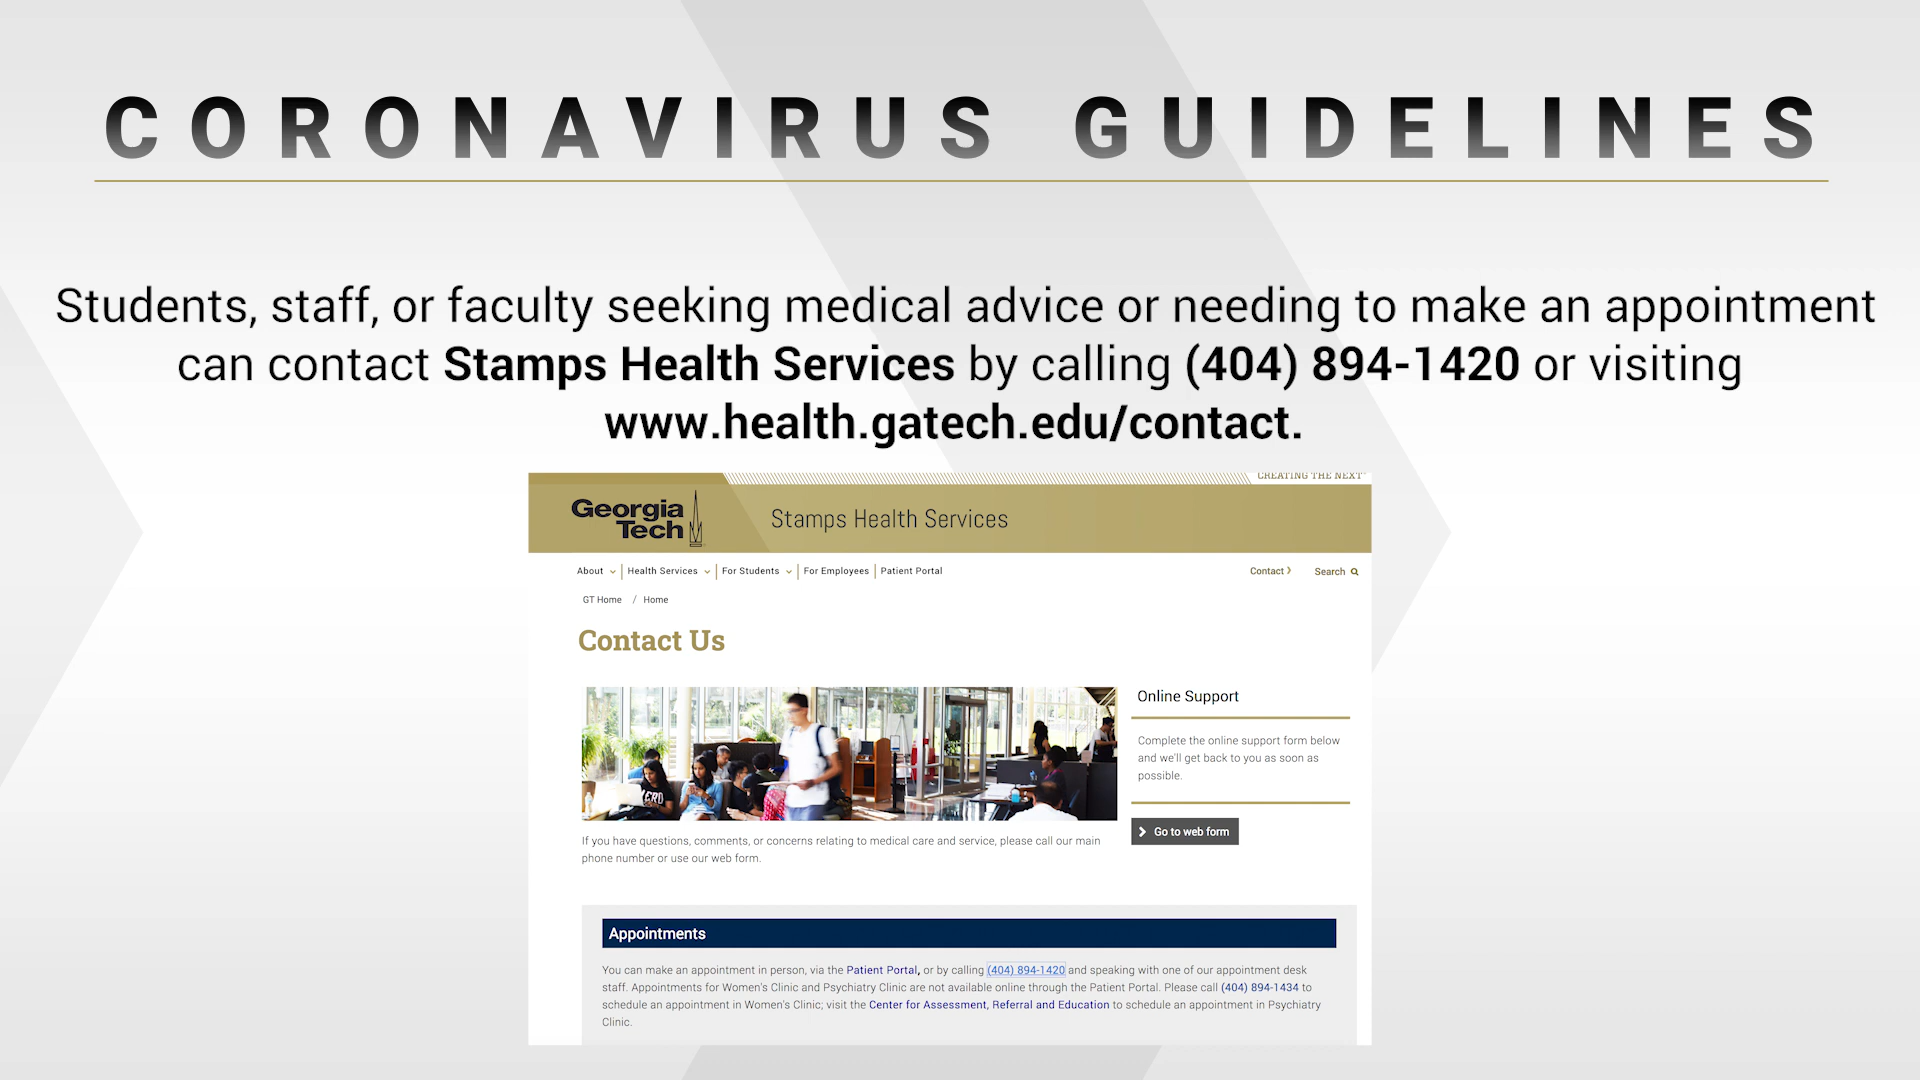 CORONAVIRUS GUIDELINES
Students, staff, or faculty seeking medical advice or needing to make an appointment
can contact Stamps Health Services by calling (404) 894-1420 or visiting
www.health.gatech.edu/contact.
CREATING THE NEXT
Georgia
Tech
Stamps Health Services
About Health Services For Students For Employees Patient Portal Contact Search
GT Home / Home
Contact Us
Online Support
Complete the online support form below
and we'll get back to you as soon as
possible.
Go to web form
If you have questions, comments, or concerns relating to medical care and service, please call our main
phone number or use our web form.
Appointments
You can make an appointment in person, via the Patient Portal, or by calling (404) 894-1420 and speaking with one of our appointment desk
staff. Appointments for Women's Clinic and Psychiatry Clinic are not available online through the Patient Portal. Please call (404) 894-1434 to
schedule an appointment in Women's Clinic; visit the Center for Assessment, Referral and Education to schedule an appointment in Psychiatry
Clinic.